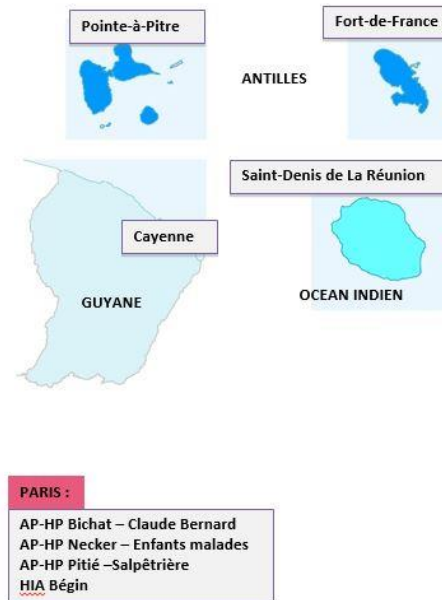 Pointe-à-Pitre
Fort-de-France
ANTILLES
Saint-Denis de La Réunion
Cayenne
GUYANE
OCEAN INDIEN
PARIS :
AP-HP Bichat – Claude Bernard
AP-HP Necker – Enfants malades
AP-HP Pitié –Salpêtrière
HIA Bégin